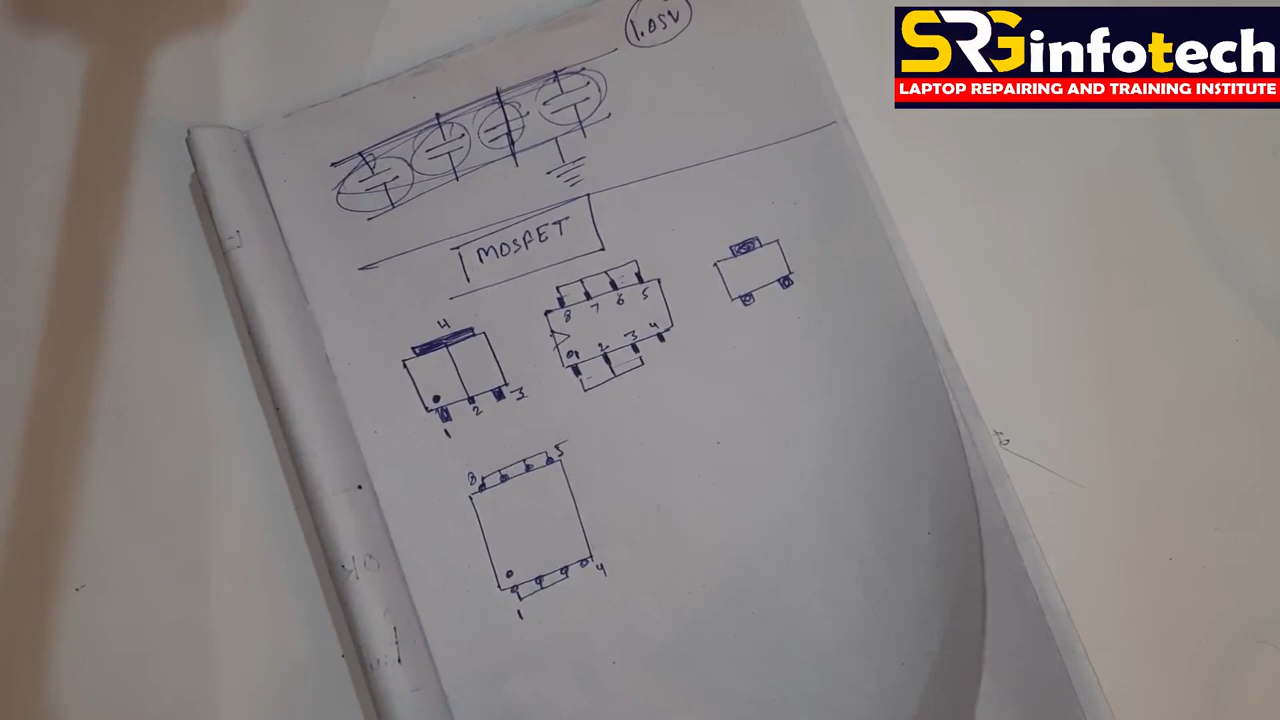 SRGinfotech
LAPTOP REPAIRING AND TRAINING INSTITUTE
1.05V
MOSFET
4
1 2 3
8 7 6 5
1 2 3 4
8 5
1 4